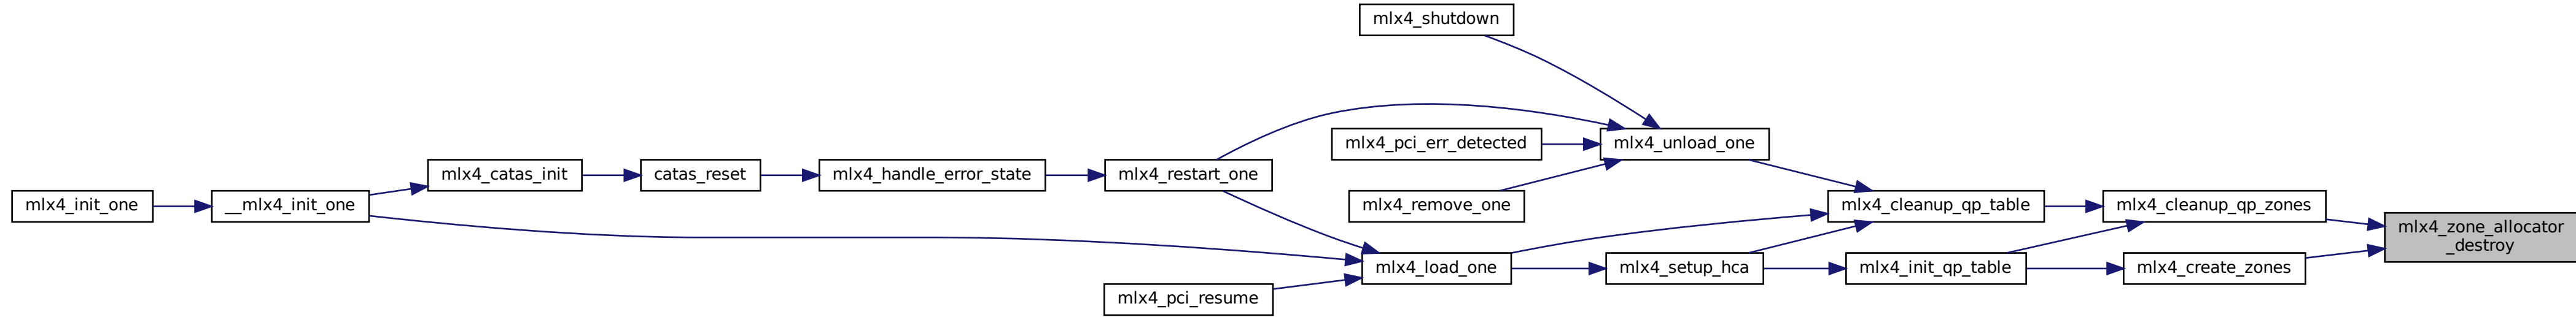 mlx4_shutdown
mlx4_pci_err_detected
mlx4_unload_one
mlx4_catas_init
catas_reset
mlx4_handle_error_state
mlx4_restart_one
mlx4_init_one
__mlx4_init_one
mlx4_remove_one
mlx4_cleanup_qp_table
mlx4_cleanup_qp_zones
mlx4_zone_allocator
_destroy
mlx4_load_one
mlx4_setup_hca
mlx4_init_qp_table
mlx4_create_zones
mlx4_pci_resume